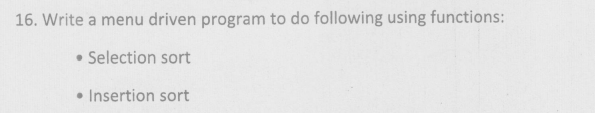 16. Write a menu driven program to do following using functions:
• Selection sort
• Insertion sort